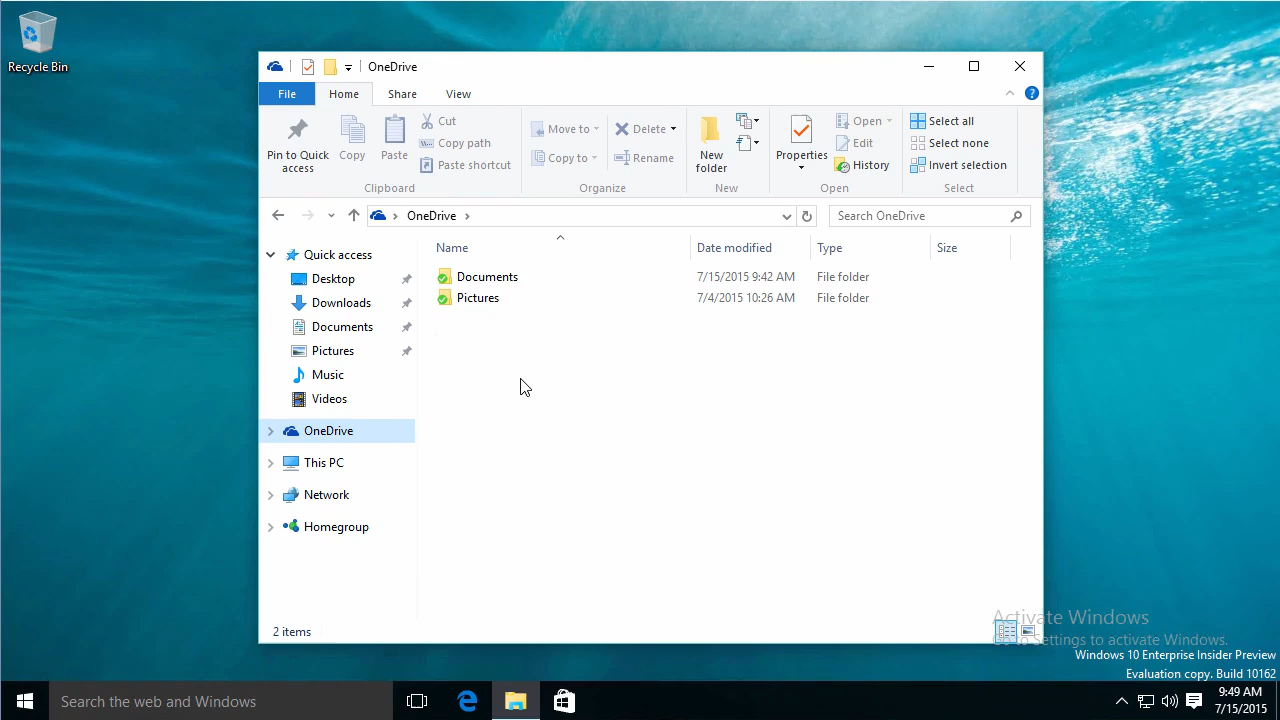 Recycle Bin
OneDrive
File Home Share View
Pin to Quick access
Copy
Paste
Cut
Copy path
Paste shortcut
Clipboard
Move to
Copy to
Delete
Rename
Organize
New folder
New
Properties
Open
Edit
History
Open
Select all
Select none
Invert selection
Select
OneDrive
Search OneDrive
Quick access
Desktop
Downloads
Documents
Pictures
Music
Videos
OneDrive
This PC
Network
Homegroup
Name Date modified Type Size
Documents 7/15/2015 9:42 AM File folder
Pictures 7/4/2015 10:26 AM File folder
2 items
Activate Windows
Go to Settings to activate Windows.
Windows 10 Enterprise Insider Preview
Evaluation copy. Build 10162
Search the web and Windows
9:49 AM
7/15/2015